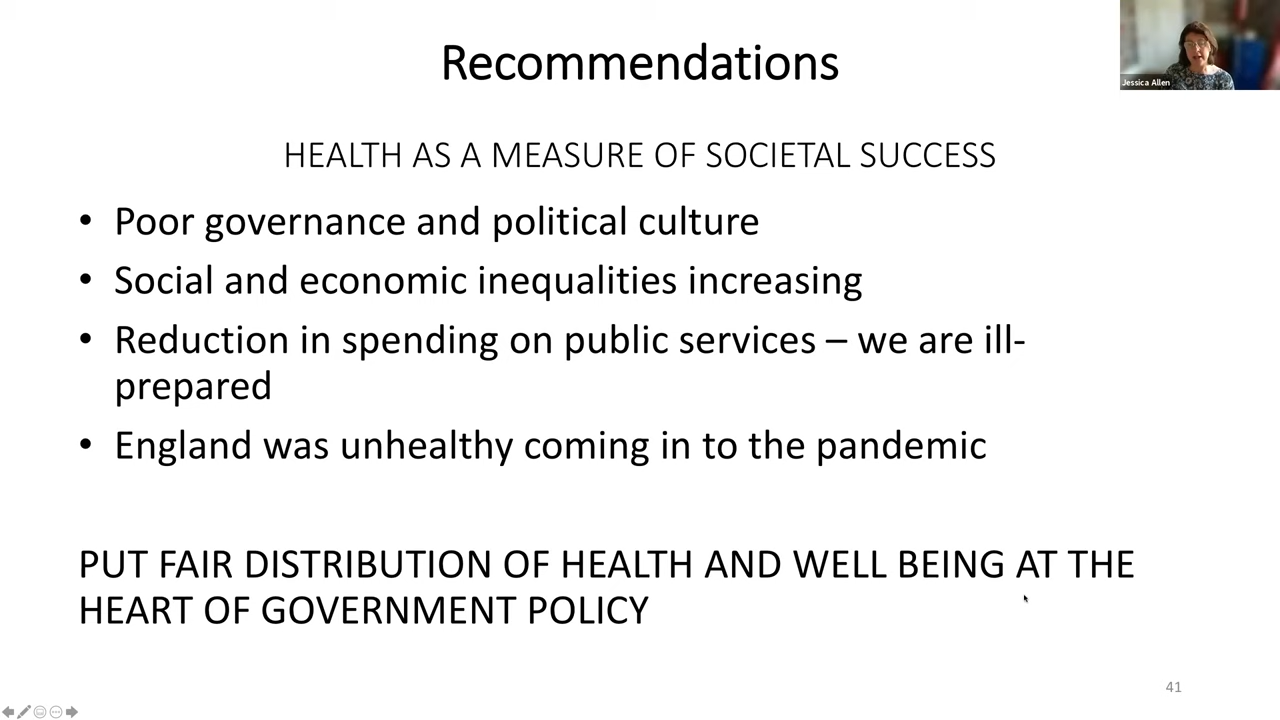 Recommendations
Jessica Allen
HEALTH AS A MEASURE OF SOCIETAL SUCCESS
• Poor governance and political culture
• Social and economic inequalities increasing
• Reduction in spending on public services – we are ill-
prepared
• England was unhealthy coming in to the pandemic
PUT FAIR DISTRIBUTION OF HEALTH AND WELL BEING AT THE
HEART OF GOVERNMENT POLICY
41